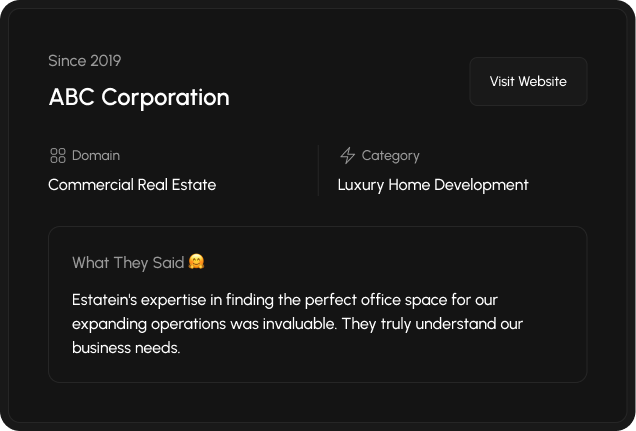 Since 2019
ABC Corporation
Visit Website
Domain
Commercial Real Estate
Category
Luxury Home Development
What They Said 🤗
Estatein's expertise in finding the perfect office space for our
expanding operations was invaluable. They truly understand our
business needs.